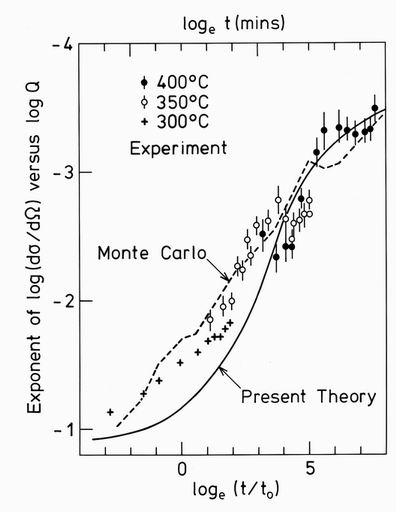 logₑ t (mins)
-4
400°C
350°C
300°C
Experiment
-3
Monte Carlo
-2
Present Theory
-1
0 5
logₑ (t/t₀)
Exponent of log(dσ/dΩ) versus log Q